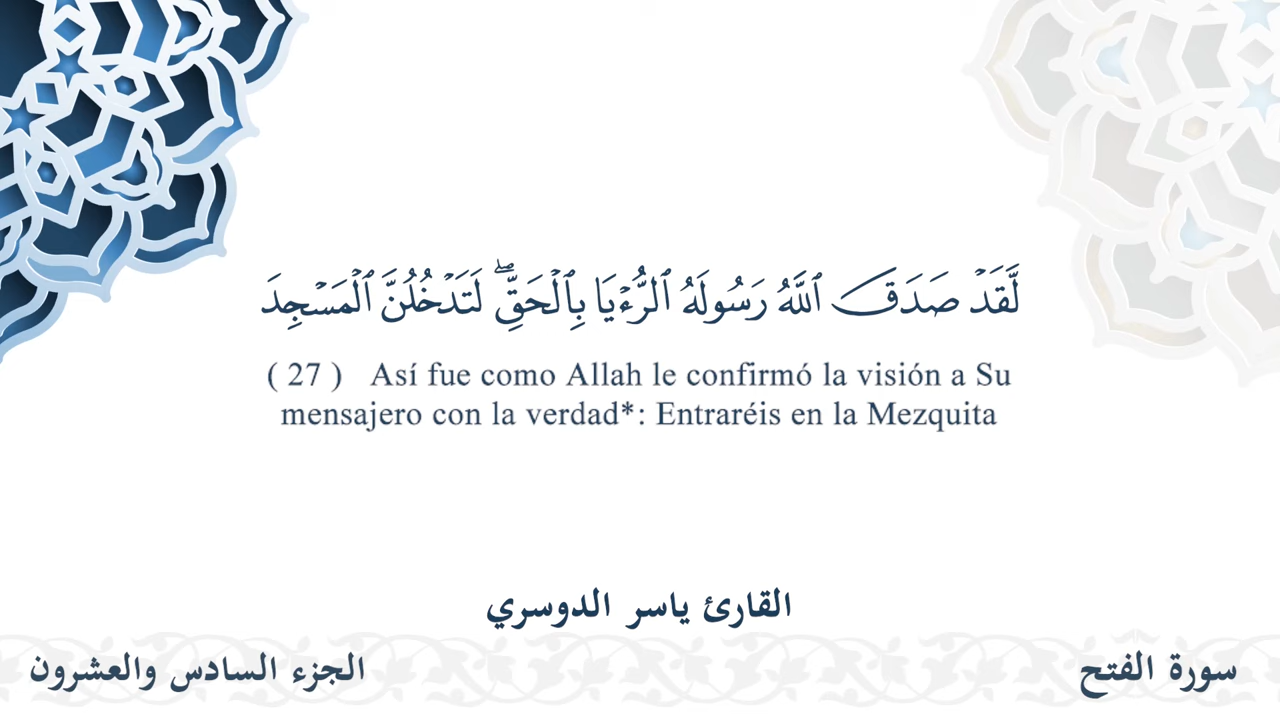 لَّقَدۡ صَدَقَ ٱللَّهُ رَسُولَهُ ٱلرُّءۡيَا بِٱلۡحَقِّۖ لَتَدۡخُلُنَّ ٱلۡمَسۡجِدَ
( 27 ) Así fue como Allah le confirmó la visión a Su
mensajero con la verdad*: Entraréis en la Mezquita
القارئ ياسر الدوسري
سورة الفتح
الجزء السادس والعشرون